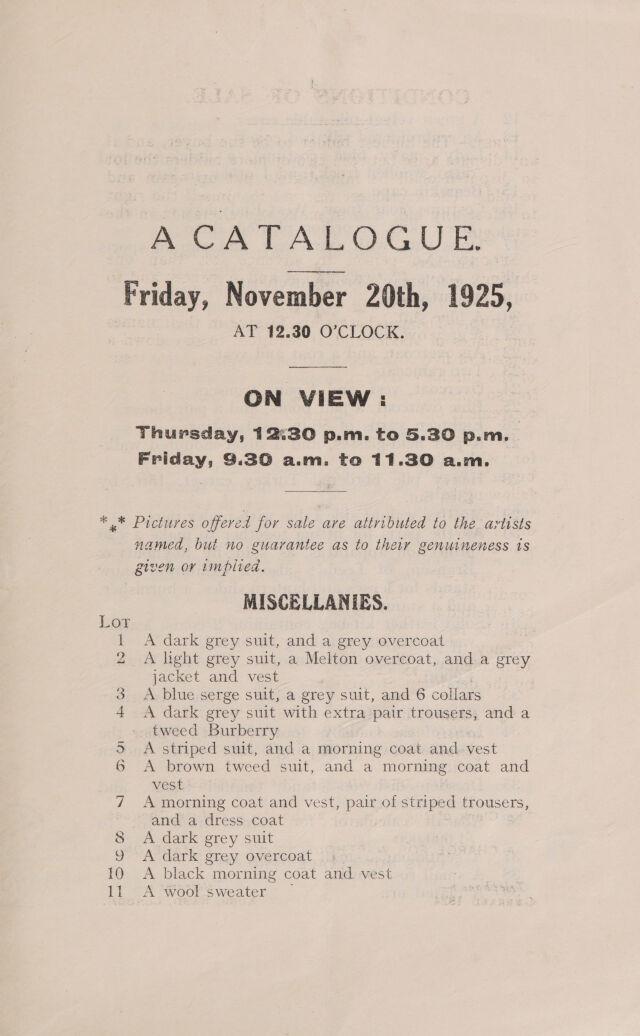 A CATALOGUE.
Friday, November 20th, 1925,
AT 12.30 O'CLOCK.
ON VIEW :
Thursday, 12.30 p.m. to 5.30 p.m.
Friday, 9.30 a.m. to 11.30 a.m.
*** Pictures offered for sale are attributed to the artists
named, but no guarantee as to their genuineness is
given or implied.
MISCELLANIES.
LOT
1 A dark grey suit, and a grey overcoat
2 A light grey suit, a Melton overcoat, and a grey
jacket and vest
3 A blue serge suit, a grey suit, and 6 collars
4 A dark grey suit with extra pair trousers, and a
tweed Burberry
5 A striped suit, and a morning coat and vest
6 A brown tweed suit, and a morning coat and
vest
7 A morning coat and vest, pair of striped trousers,
and a dress coat
8 A dark grey suit
9 A dark grey overcoat
10 A black morning coat and vest
11 A wool sweater